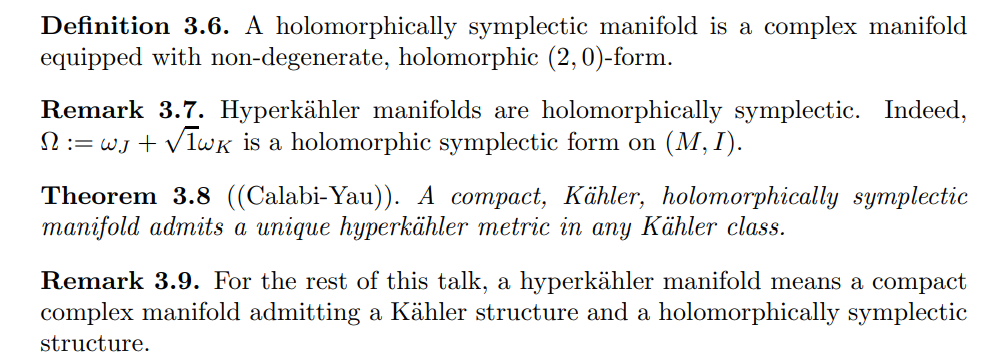 Definition 3.6. A holomorphically symplectic manifold is a complex manifold
equipped with non-degenerate, holomorphic (2, 0)-form.
Remark 3.7. Hyperkähler manifolds are holomorphically symplectic. Indeed,
Ω := ω_J + √1ω_K is a holomorphic symplectic form on (M, I).
Theorem 3.8 ((Calabi-Yau)). A compact, Kähler, holomorphically symplectic
manifold admits a unique hyperkähler metric in any Kähler class.
Remark 3.9. For the rest of this talk, a hyperkähler manifold means a compact
complex manifold admitting a Kähler structure and a holomorphically symplectic
structure.